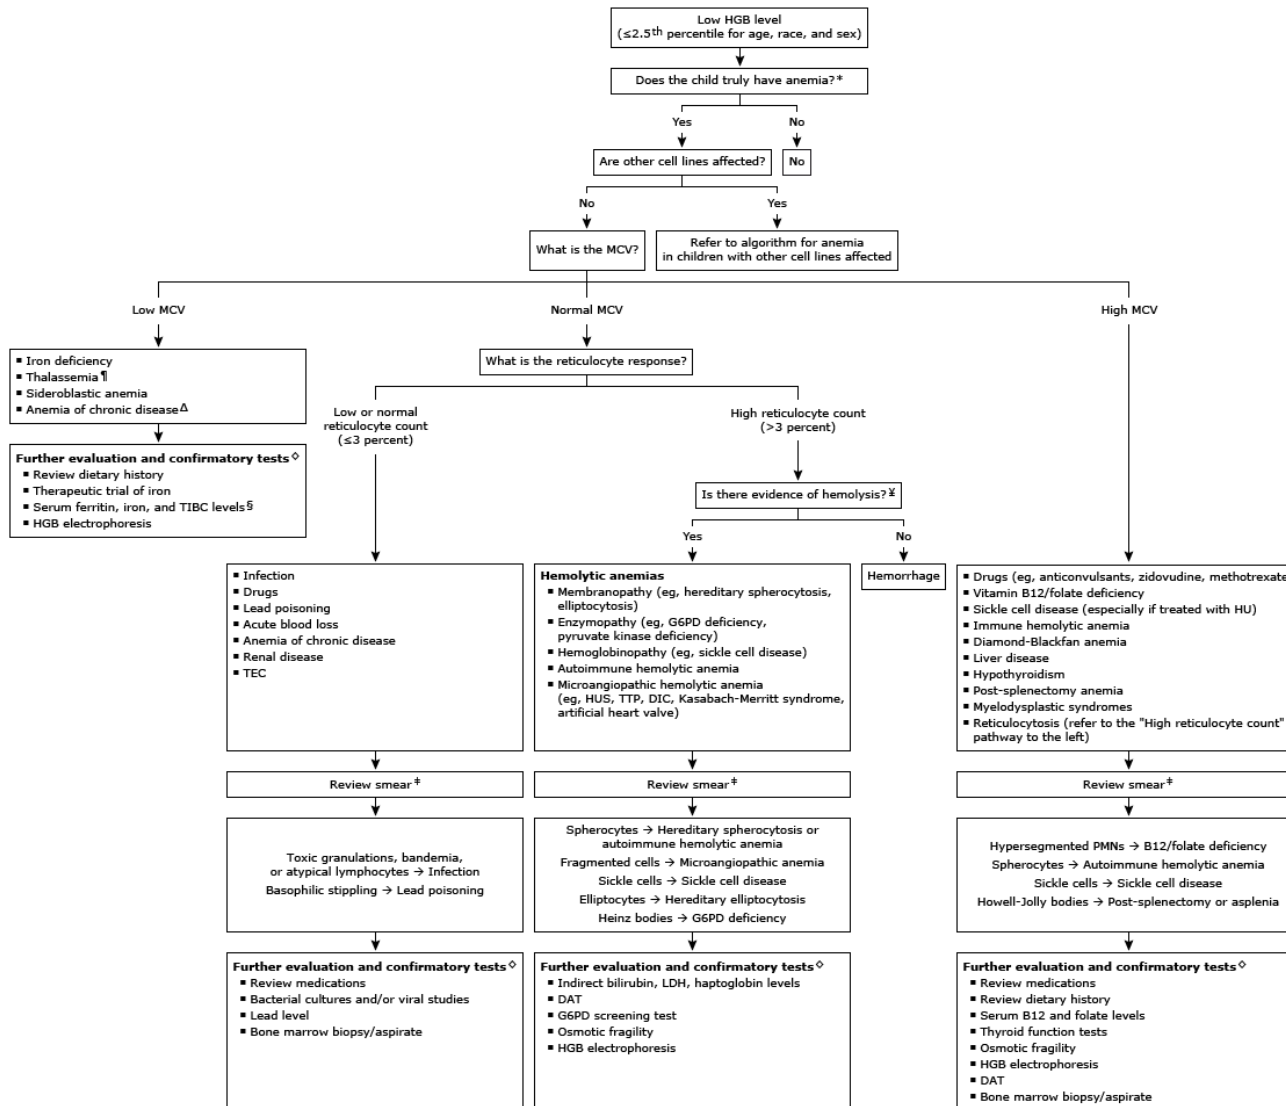 Low HGB level
(≤2.5th percentile for age, race, and sex)
Does the child truly have anemia?*
Yes
No
Are other cell lines affected?
No
No
Yes
What is the MCV?
Refer to algorithm for anemia
in children with other cell lines affected
Low MCV
Normal MCV
High MCV
▪ Iron deficiency
▪ Thalassemia¶
▪ Sideroblastic anemia
▪ Anemia of chronic diseaseΔ
What is the reticulocyte response?
Low or normal
reticulocyte count
(≤3 percent)
High reticulocyte count
(>3 percent)
Further evaluation and confirmatory tests◇
▪ Review dietary history
▪ Therapeutic trial of iron
▪ Serum ferritin, iron, and TIBC levels§
▪ HGB electrophoresis
Is there evidence of hemolysis?¥
Yes
No
▪ Infection
▪ Drugs
▪ Lead poisoning
▪ Acute blood loss
▪ Anemia of chronic disease
▪ Renal disease
▪ TEC
Hemolytic anemias
▪ Membranopathy (eg, hereditary spherocytosis,
elliptocytosis)
▪ Enzymopathy (eg, G6PD deficiency,
pyruvate kinase deficiency)
▪ Hemoglobinopathy (eg, sickle cell disease)
▪ Autoimmune hemolytic anemia
▪ Microangiopathic hemolytic anemia
(eg, HUS, TTP, DIC, Kasabach-Merritt syndrome,
artificial heart valve)
Hemorrhage
▪ Drugs (eg, anticonvulsants, zidovudine, methotrexate
▪ Vitamin B12/folate deficiency
▪ Sickle cell disease (especially if treated with HU)
▪ Immune hemolytic anemia
▪ Diamond-Blackfan anemia
▪ Liver disease
▪ Hypothyroidism
▪ Post-splenectomy anemia
▪ Myelodysplastic syndromes
▪ Reticulocytosis (refer to the "High reticulocyte count"
pathway to the left)
Review smear‡
Review smear‡
Review smear‡
Toxic granulations, bandemia,
or atypical lymphocytes → Infection
Basophilic stippling → Lead poisoning
Spherocytes → Hereditary spherocytosis or
autoimmune hemolytic anemia
Fragmented cells → Microangiopathic anemia
Sickle cells → Sickle cell disease
Elliptocytes → Hereditary elliptocytosis
Heinz bodies → G6PD deficiency
Hypersegmented PMNs → B12/folate deficiency
Spherocytes → Autoimmune hemolytic anemia
Sickle cells → Sickle cell disease
Howell-Jolly bodies → Post-splenectomy or asplenia
Further evaluation and confirmatory tests◇
▪ Review medications
▪ Bacterial cultures and/or viral studies
▪ Lead level
▪ Bone marrow biopsy/aspirate
Further evaluation and confirmatory tests◇
▪ Indirect bilirubin, LDH, haptoglobin levels
▪ DAT
▪ G6PD screening test
▪ Osmotic fragility
▪ HGB electrophoresis
Further evaluation and confirmatory tests◇
▪ Review medications
▪ Review dietary history
▪ Serum B12 and folate levels
▪ Thyroid function tests
▪ Osmotic fragility
▪ HGB electrophoresis
▪ DAT
▪ Bone marrow biopsy/aspirate